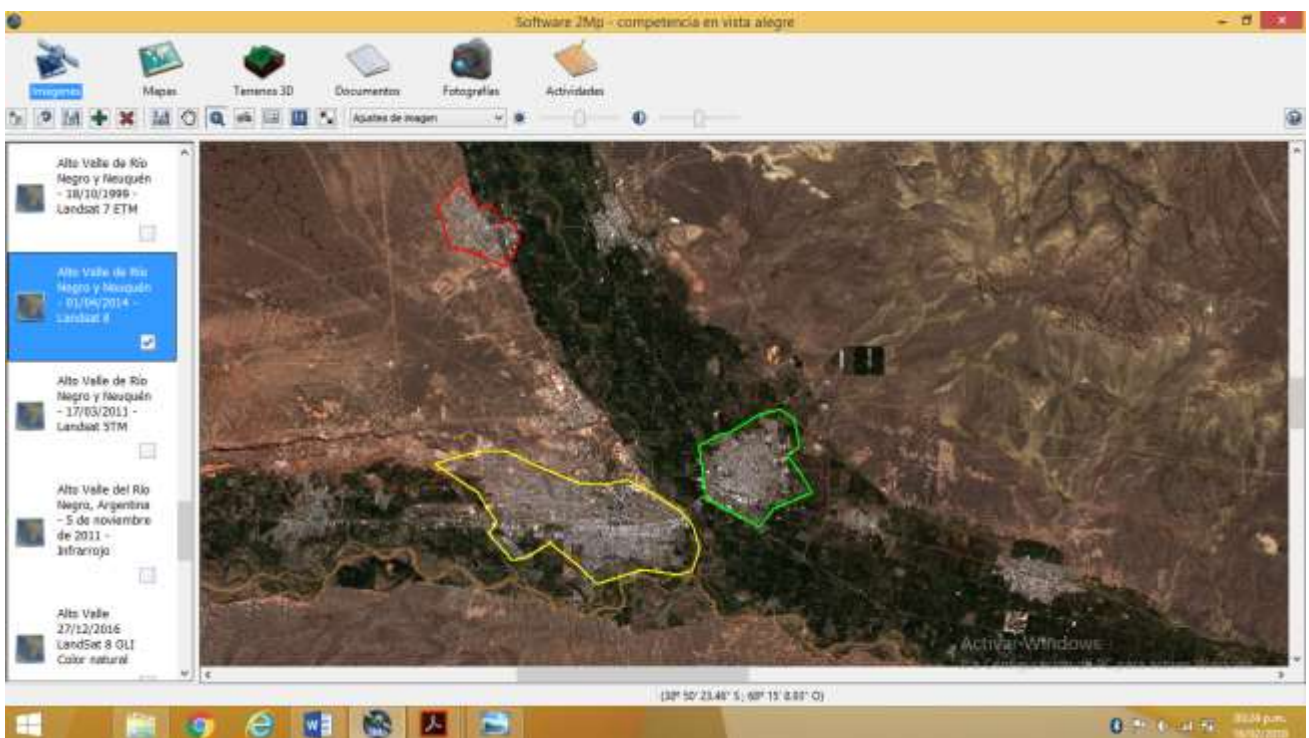 Software 2Mp - competencia en vista alegre
Imágenes
Mapas
Terrenos 3D
Documentos
Fotografías
Actividades
Ajustes de imagen
Alto Valle de Río
Negro y Neuquén
- 18/10/1999 -
Landsat 7 ETM
Alto Valle de Río
Negro y Neuquén
- 01/04/2014 -
Landsat 8
Alto Valle de Río
Negro y Neuquén
- 17/03/2011 -
Landsat 5TM
Alto Valle del Río
Negro, Argentina
- 5 de noviembre
de 2011 -
Infrarrojo
Alto Valle
27/12/2016
LandSat 8 OLI
Color natural
Activar Windows
p.m.